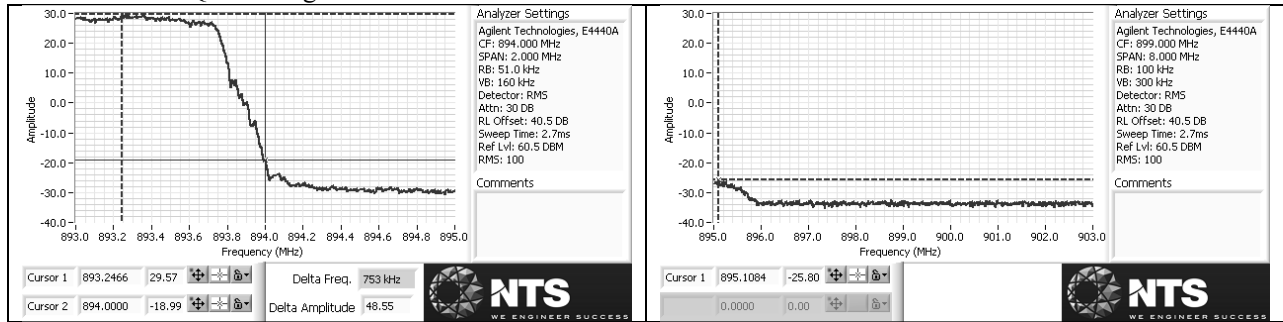 30.0
20.0
10.0
0.0
-10.0
-20.0
-30.0
-40.0
Amplitude
893.0 893.2 893.4 893.6 893.8 894.0 894.2 894.4 894.6 894.8 895.0
Frequency (MHz)
Analyzer Settings
Agilent Technologies, E4440A
CF: 894.000 MHz
SPAN: 2.000 MHz
RB: 51.0 kHz
VB: 160 kHz
Detector: RMS
Attn: 30 DB
RL Offset: 40.5 DB
Sweep Time: 2.7ms
Ref Lvl: 60.5 DBM
RMS: 100
Comments
Cursor 1 893.2466 29.57
Cursor 2 894.0000 -18.99
Delta Freq. 753 kHz
Delta Amplitude 48.55
NTS
WE ENGINEER SUCCESS
30.0
20.0
10.0
0.0
-10.0
-20.0
-30.0
-40.0
Amplitude
895.0 896.0 897.0 898.0 899.0 900.0 901.0 902.0 903.0
Frequency (MHz)
Analyzer Settings
Agilent Technologies, E4440A
CF: 899.000 MHz
SPAN: 8.000 MHz
RB: 100 kHz
VB: 300 kHz
Detector: RMS
Attn: 30 DB
RL Offset: 40.5 DB
Sweep Time: 2.7ms
Ref Lvl: 60.5 DBM
RMS: 100
Comments
Cursor 1 895.1084 -25.80
0.0000 0.00
NTS
WE ENGINEER SUCCESS